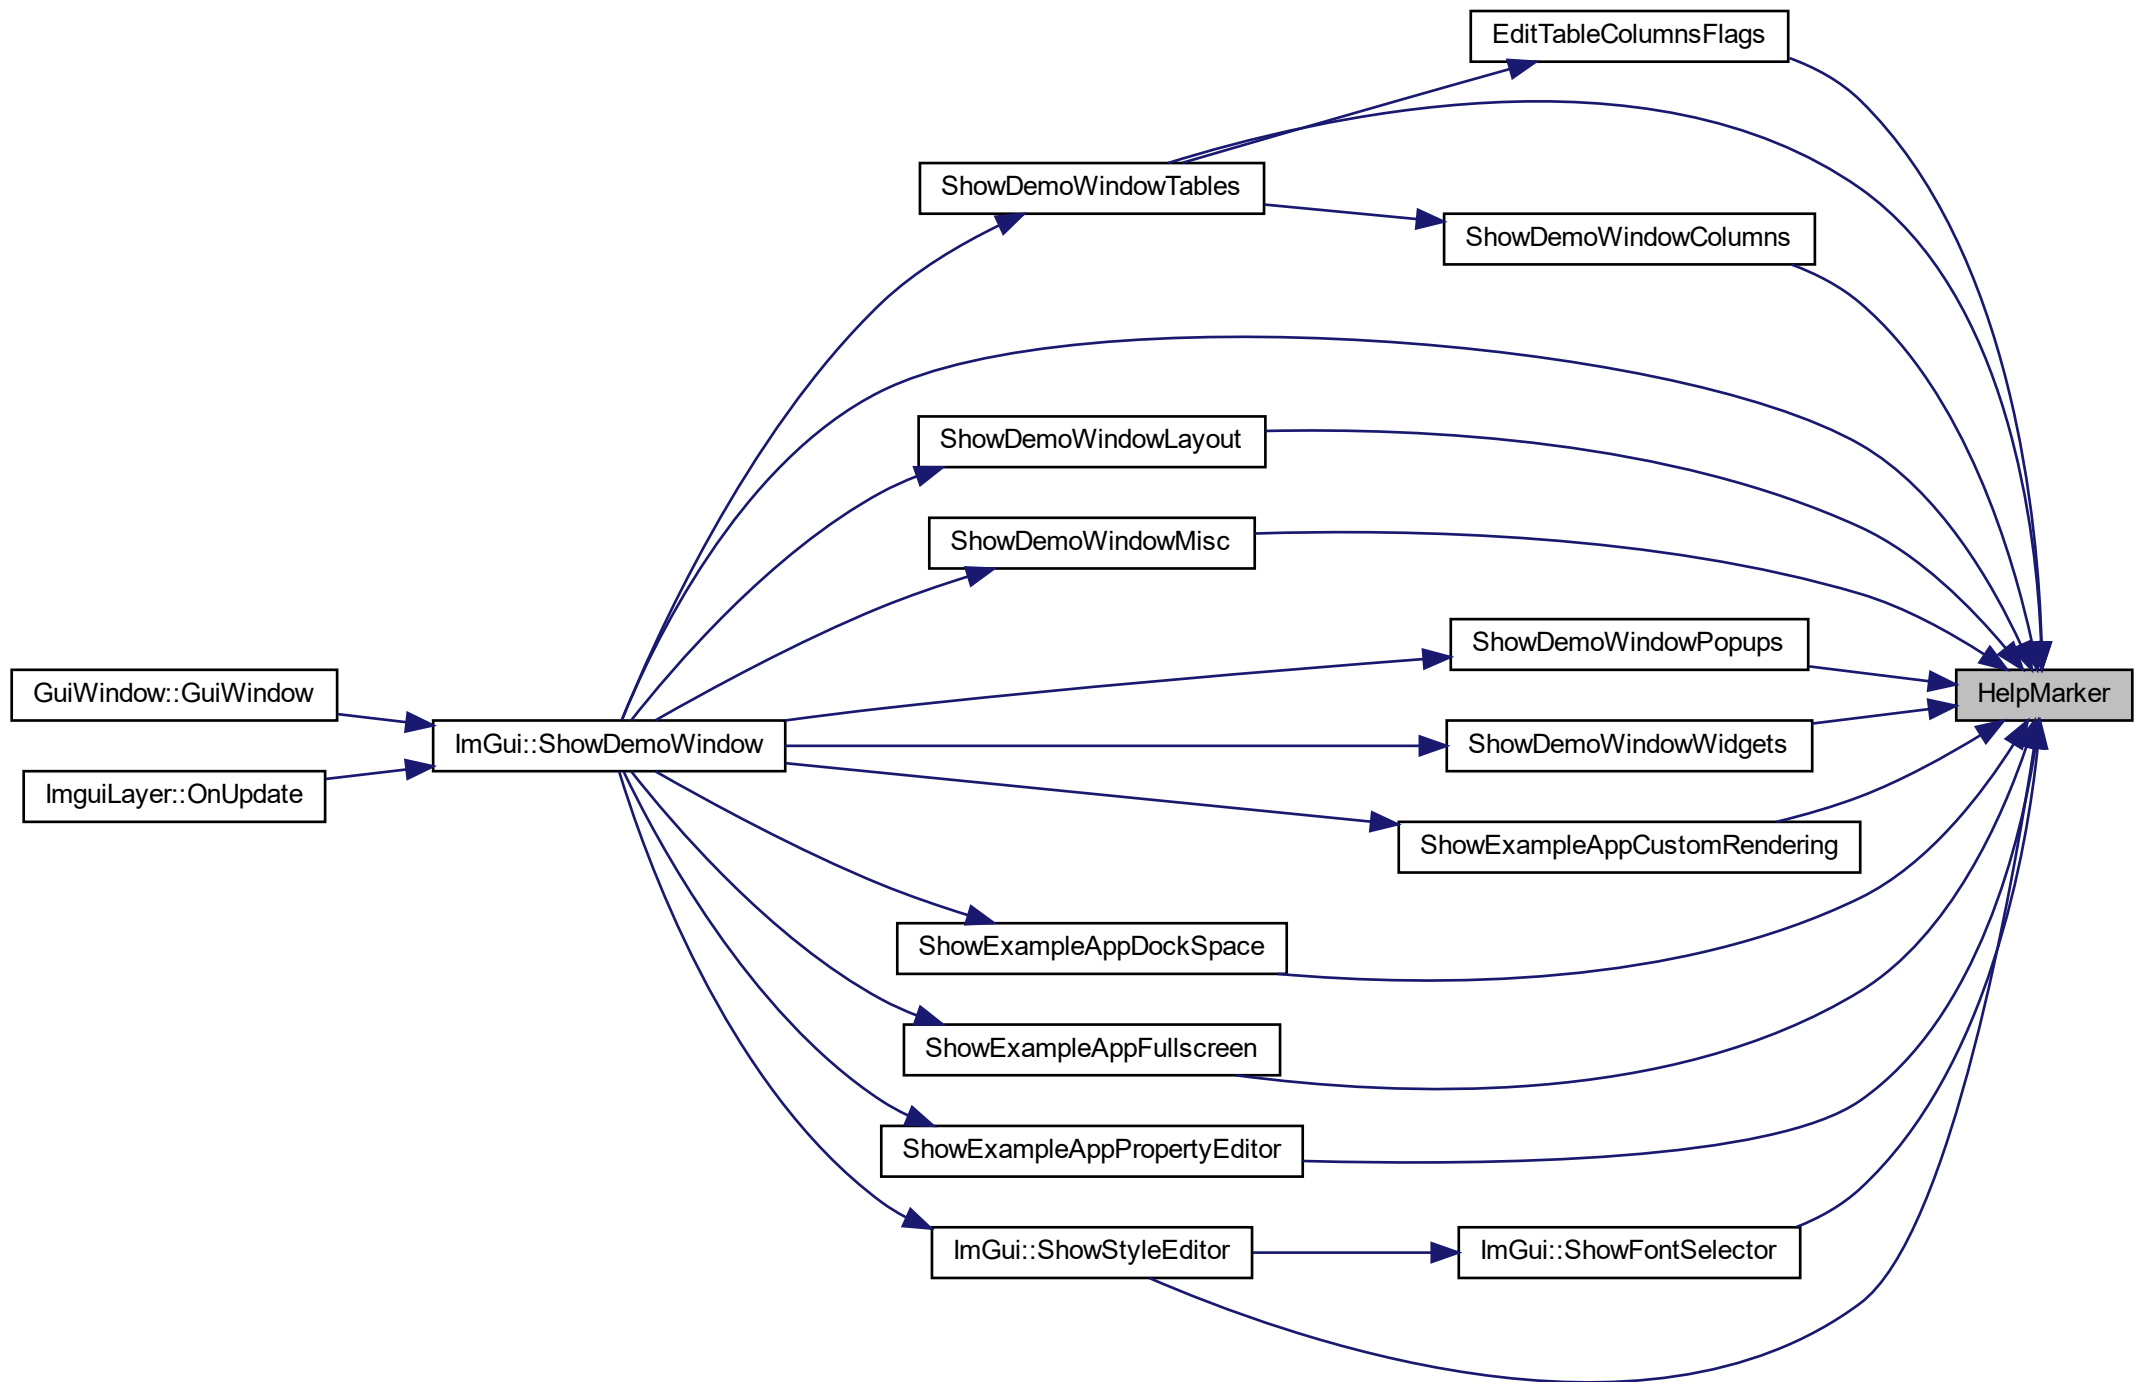 EditTableColumnsFlags
ShowDemoWindowTables
ShowDemoWindowColumns
ShowDemoWindowLayout
ShowDemoWindowMisc
ShowDemoWindowPopups
GuiWindow::GuiWindow
HelpMarker
ImGui::ShowDemoWindow
ShowDemoWindowWidgets
ImguiLayer::OnUpdate
ShowExampleAppCustomRendering
ShowExampleAppDockSpace
ShowExampleAppFullscreen
ShowExampleAppPropertyEditor
ImGui::ShowStyleEditor
ImGui::ShowFontSelector